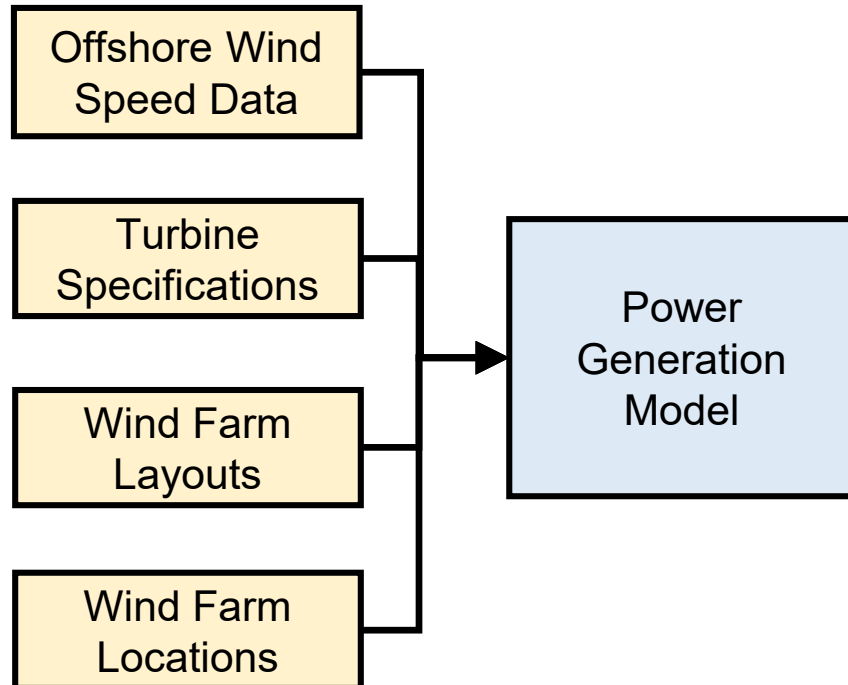 Offshore Wind
Speed Data
Turbine
Specifications
Wind Farm
Layouts
Wind Farm
Locations
Power
Generation
Model